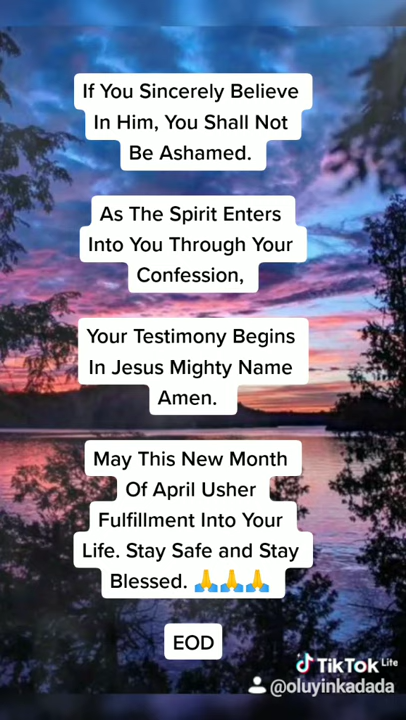 If You Sincerely Believe
In Him, You Shall Not
Be Ashamed.
As The Spirit Enters
Into You Through Your
Confession,
Your Testimony Begins
In Jesus Mighty Name
Amen.
May This New Month
Of April Usher
Fulfillment Into Your
Life. Stay Safe and Stay
Blessed. 🙏🙏🙏
EOD
TikTok Lite
@oluyinkadada